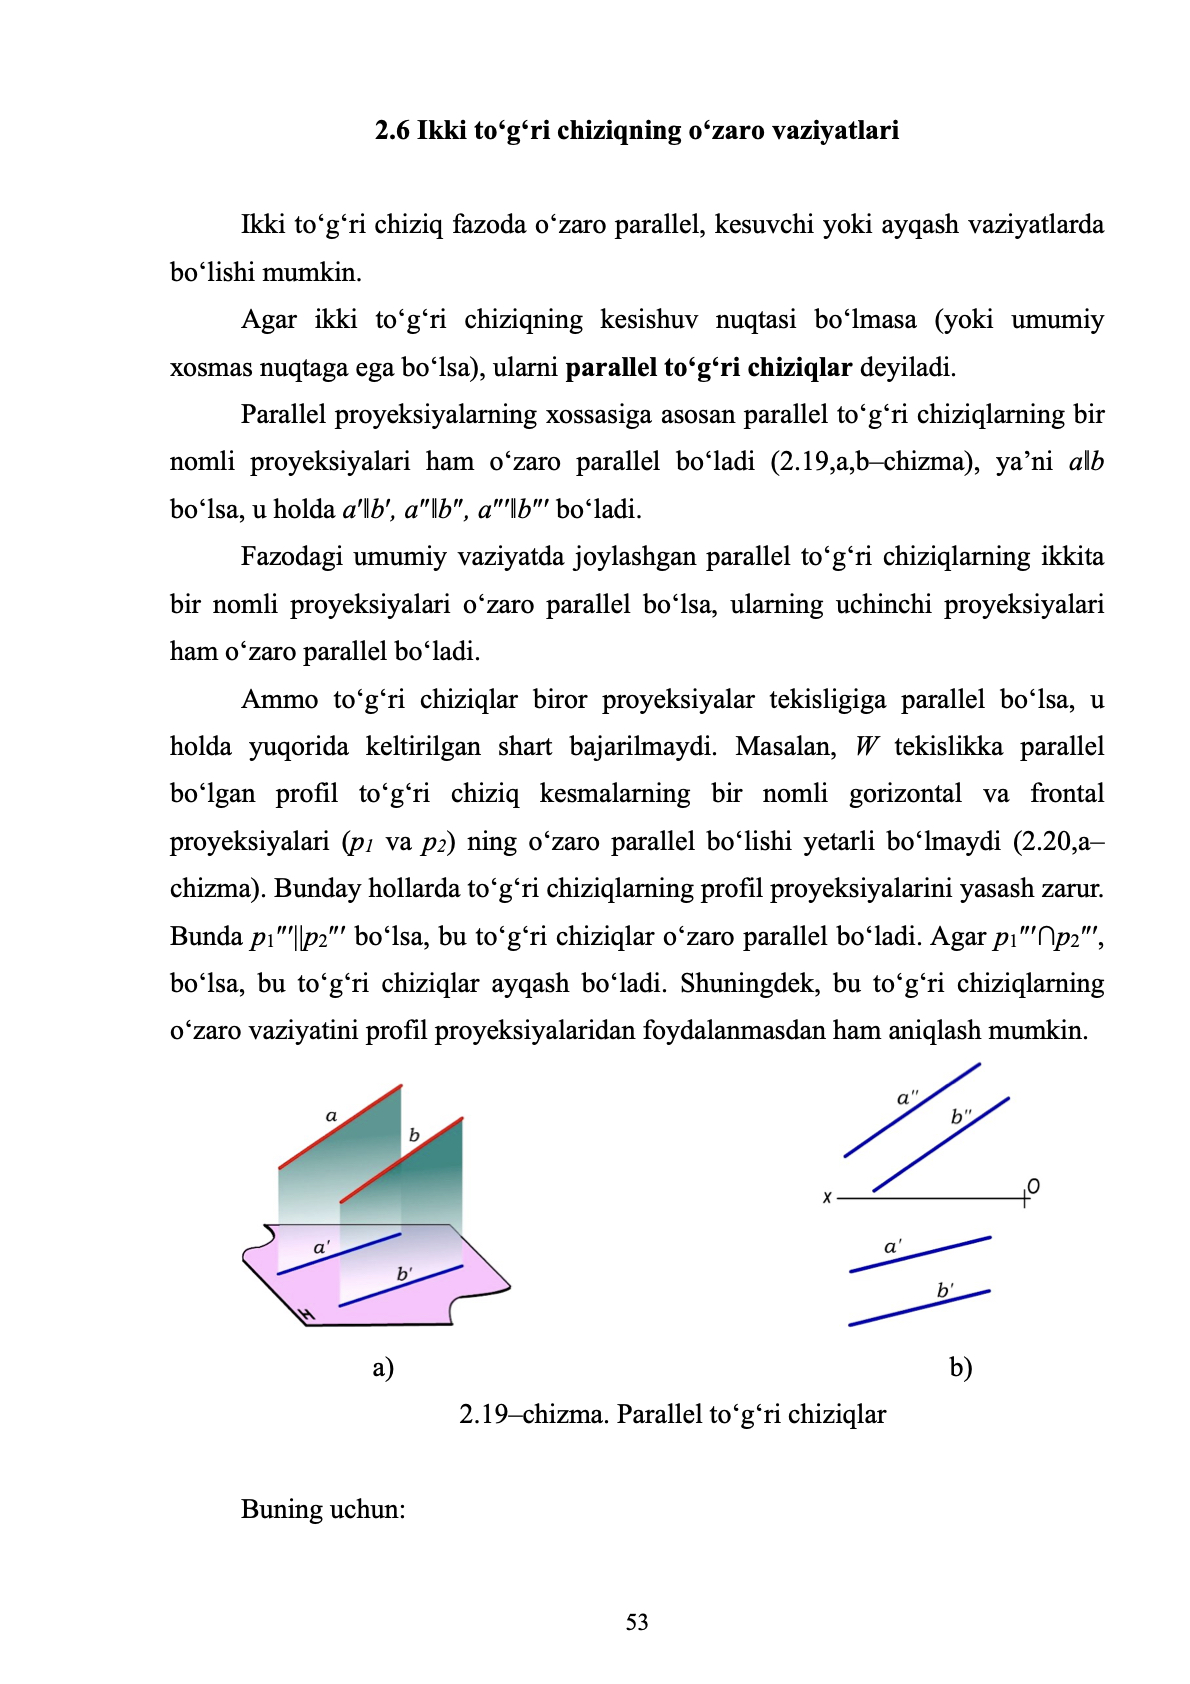 2.6 Ikki to‘g‘ri chiziqning o‘zaro vaziyatlari
Ikki to‘g‘ri chiziq fazoda o‘zaro parallel, kesuvchi yoki ayqash vaziyatlarda
bo‘lishi mumkin.
Agar ikki to‘g‘ri chiziqning kesishuv nuqtasi bo‘lmasa (yoki umumiy
xosmas nuqtaga ega bo‘lsa), ularni parallel to‘g‘ri chiziqlar deyiladi.
Parallel proyeksiyalarning xossasiga asosan parallel to‘g‘ri chiziqlarning bir
nomli proyeksiyalari ham o‘zaro parallel bo‘ladi (2.19,a,b–chizma), ya’ni a∥b
bo‘lsa, u holda a′∥b′, a″∥b″, a‴∥b‴ bo‘ladi.
Fazodagi umumiy vaziyatda joylashgan parallel to‘g‘ri chiziqlarning ikkita
bir nomli proyeksiyalari o‘zaro parallel bo‘lsa, ularning uchinchi proyeksiyalari
ham o‘zaro parallel bo‘ladi.
Ammo to‘g‘ri chiziqlar biror proyeksiyalar tekisligiga parallel bo‘lsa, u
holda yuqorida keltirilgan shart bajarilmaydi. Masalan, W tekislikka parallel
bo‘lgan profil to‘g‘ri chiziq kesmalarning bir nomli gorizontal va frontal
proyeksiyalari (p₁ va p₂) ning o‘zaro parallel bo‘lishi yetarli bo‘lmaydi (2.20,a–
chizma). Bunday hollarda to‘g‘ri chiziqlarning profil proyeksiyalarini yasash zarur.
Bunda p₁‴||p₂‴ bo‘lsa, bu to‘g‘ri chiziqlar o‘zaro parallel bo‘ladi. Agar p₁‴∩p₂‴,
bo‘lsa, bu to‘g‘ri chiziqlar ayqash bo‘ladi. Shuningdek, bu to‘g‘ri chiziqlarning
o‘zaro vaziyatini profil proyeksiyalaridan foydalanmasdan ham aniqlash mumkin.
a
b
a′
b′
H
a″
b″
x
O
a′
b′
a) b)
2.19–chizma. Parallel to‘g‘ri chiziqlar
Buning uchun:
53